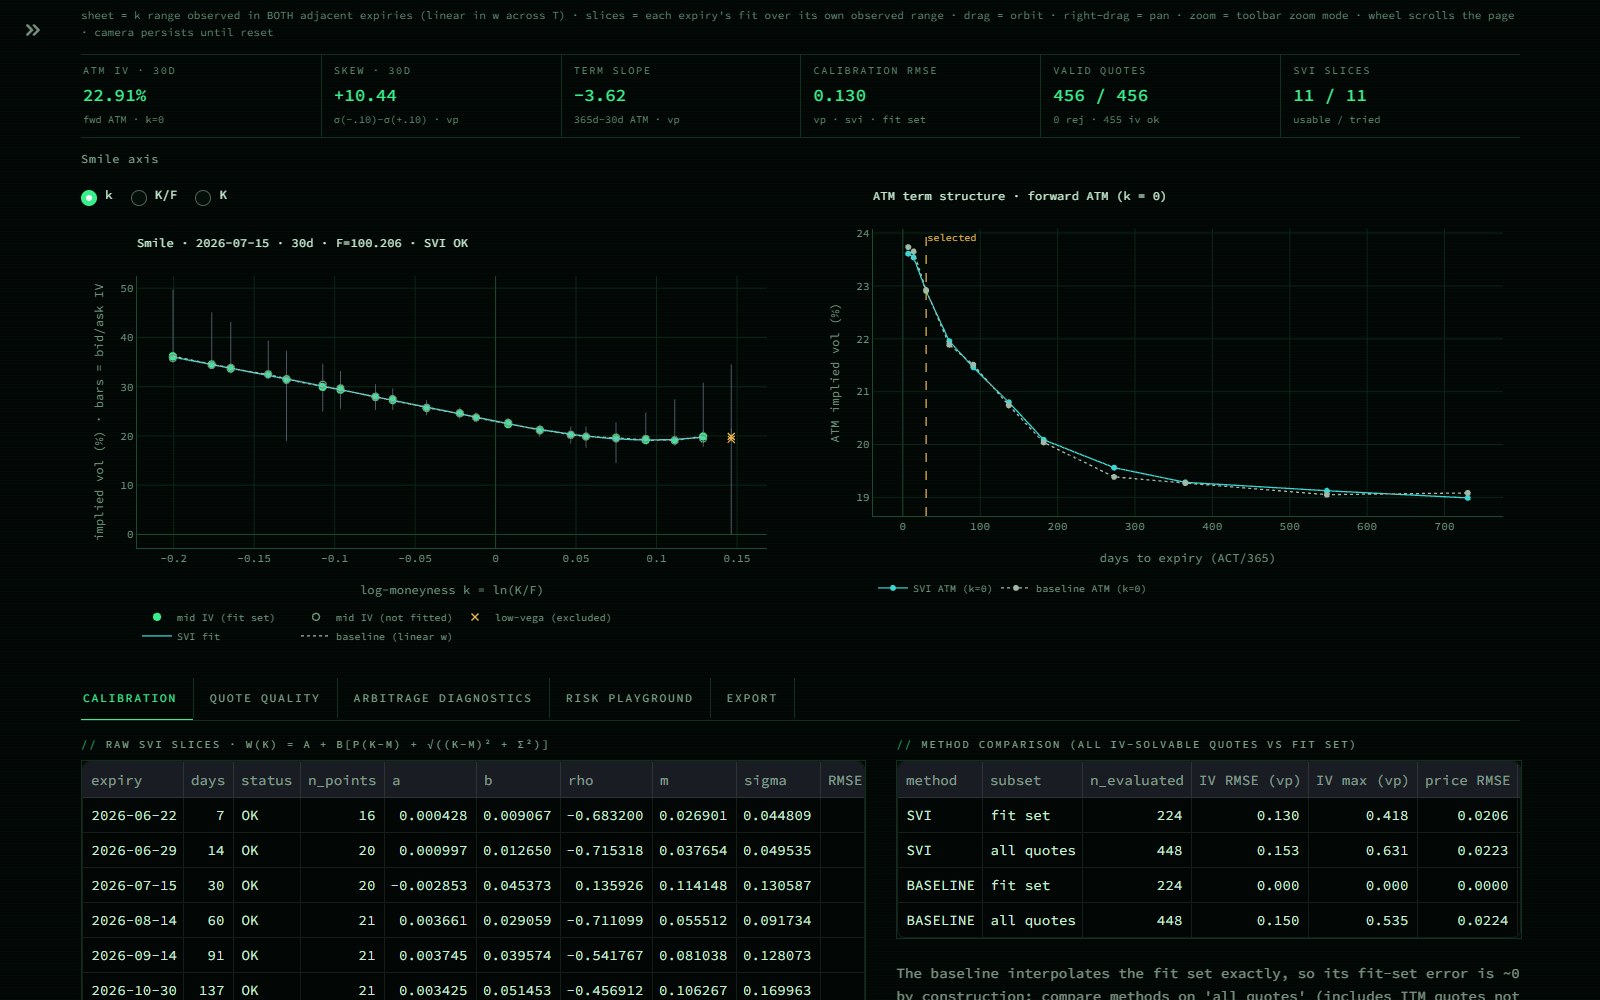 sheet = k range observed in BOTH adjacent expiries (linear in w across T) · slices = each expiry's fit over its own observed range · drag = orbit · right-drag = pan · zoom = toolbar zoom mode · wheel scrolls the page
· camera persists until reset
ATM IV · 30D
22.91%
fwd ATM · k=0
SKEW · 30D
+10.44
σ(−.10)−σ(+.10) · vp
TERM SLOPE
−3.62
365d−30d ATM · vp
CALIBRATION RMSE
0.130
vp · svi · fit set
VALID QUOTES
456 / 456
0 rej · 455 iv ok
SVI SLICES
11 / 11
usable / tried
Smile axis
k K/F K
Smile · 2026-07-15 · 30d · F=100.206 · SVI OK
implied vol (%) · bars = bid/ask IV
50
40
30
20
10
0
−0.2 −0.15 −0.1 −0.05 0 0.05 0.1 0.15
log-moneyness k = ln(K/F)
mid IV (fit set) mid IV (not fitted) low-vega (excluded)
SVI fit baseline (linear w)
ATM term structure · forward ATM (k = 0)
selected
ATM implied vol (%)
24
23
22
21
20
19
0 100 200 300 400 500 600 700
days to expiry (ACT/365)
SVI ATM (k=0) baseline ATM (k=0)
CALIBRATION QUOTE QUALITY ARBITRAGE DIAGNOSTICS RISK PLAYGROUND EXPORT
// RAW SVI SLICES · W(K) = A + B[Ρ(K−M) + √((K−M)² + Σ²)]
expiry days status n_points a b rho m sigma RMSE
2026-06-22 7 OK 16 0.000428 0.009067 −0.683200 0.026901 0.044809
2026-06-29 14 OK 20 0.000997 0.012650 −0.715318 0.037654 0.049535
2026-07-15 30 OK 20 −0.002853 0.045373 0.135926 0.114148 0.130587
2026-08-14 60 OK 21 0.003661 0.029059 −0.711099 0.055512 0.091734
2026-09-14 91 OK 21 0.003745 0.039574 −0.541767 0.081038 0.128073
2026-10-30 137 OK 21 0.003425 0.051453 −0.456912 0.106267 0.169963
// METHOD COMPARISON (ALL IV-SOLVABLE QUOTES VS FIT SET)
method subset n_evaluated IV RMSE (vp) IV max (vp) price RMSE
SVI fit set 224 0.130 0.418 0.0206
SVI all quotes 448 0.153 0.631 0.0223
BASELINE fit set 224 0.000 0.000 0.0000
BASELINE all quotes 448 0.150 0.535 0.0224
The baseline interpolates the fit set exactly, so its fit-set error is ~0
by construction; compare methods on 'all quotes' (includes ITM quotes not